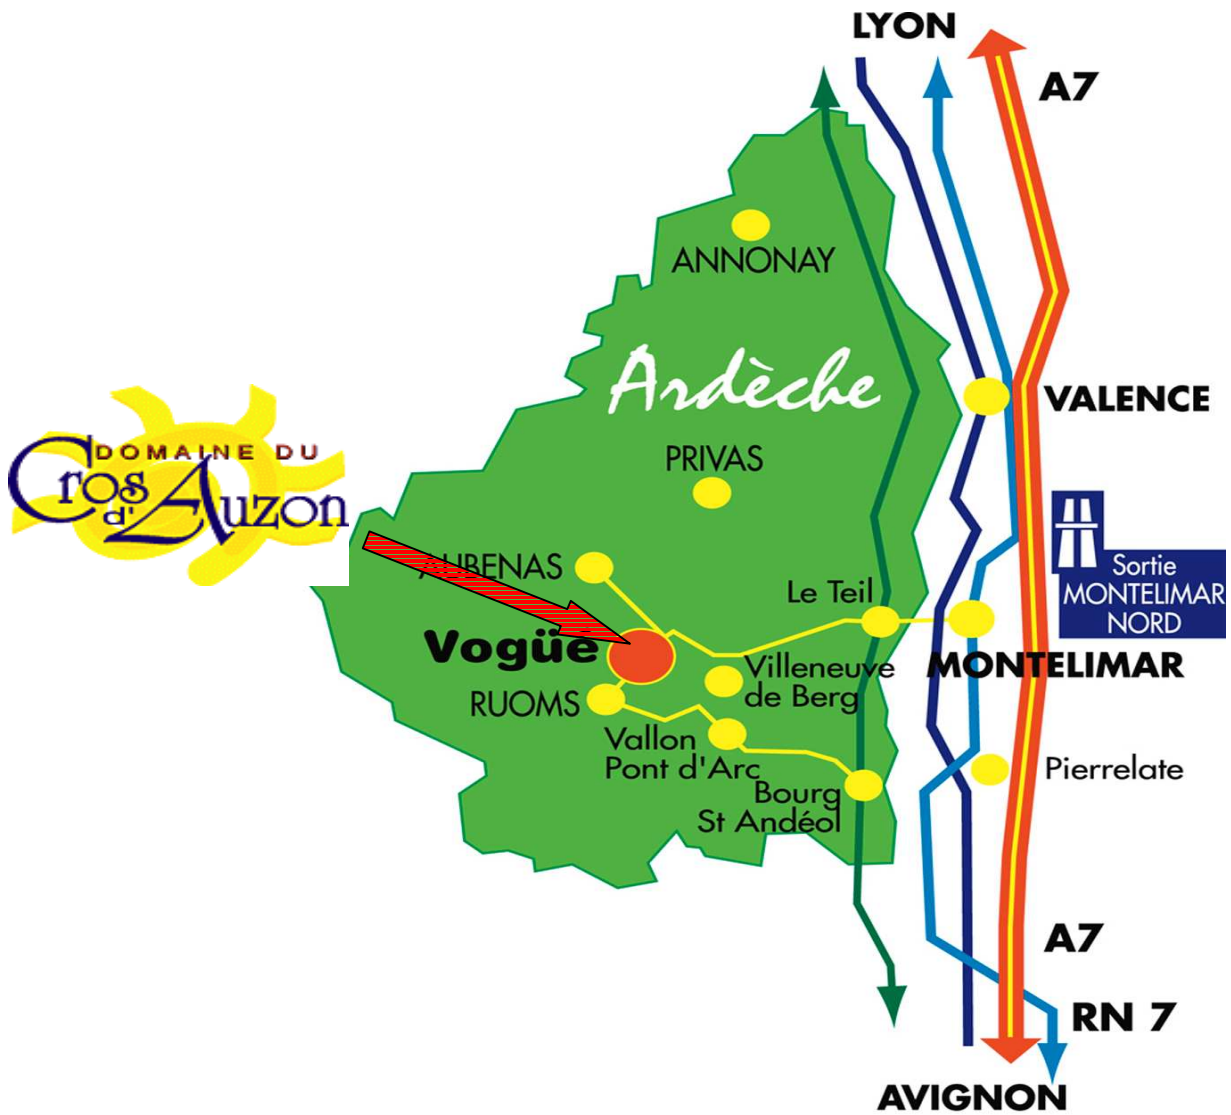 LYON
A7
ANNONAY
Ardèche
VALENCE
DOMAINE DU
Cros
d'Auzon
PRIVAS
AUBENAS
Le Teil
Sortie
MONTELIMAR
NORD
Vogüe
Villeneuve
de Berg
MONTELIMAR
RUOMS
Vallon
Pont d'Arc
Pierrelate
Bourg
St Andéol
A7
RN 7
AVIGNON